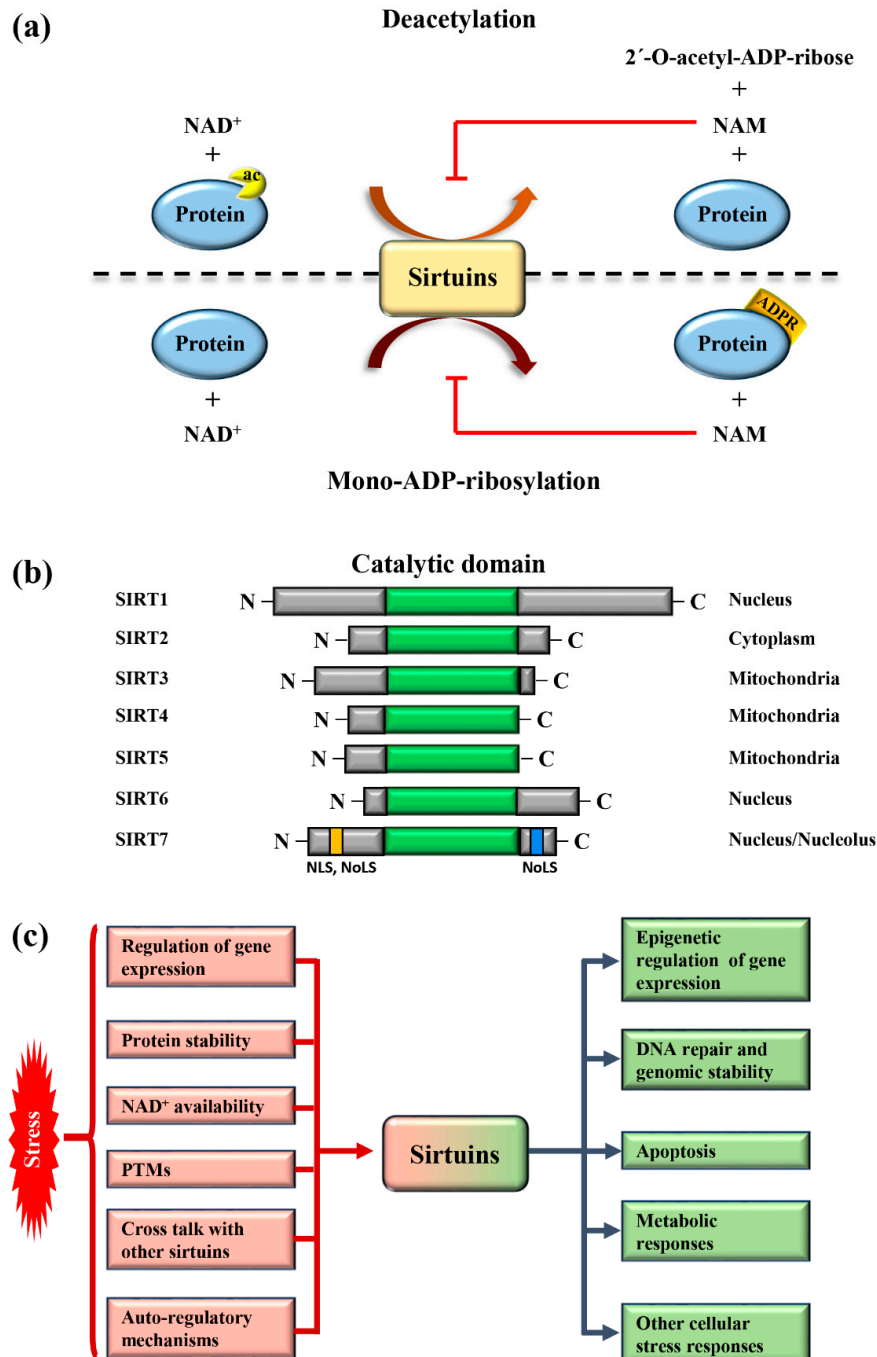 (a)
Deacetylation
2´-O-acetyl-ADP-ribose
+
NAD⁺
NAM
+
+
ac
Protein
Protein
Sirtuins
ADPR
Protein
Protein
+
+
NAD⁺
NAM
Mono-ADP-ribosylation
(b)
Catalytic domain
SIRT1
N
C
Nucleus
SIRT2
N
C
Cytoplasm
SIRT3
N
C
Mitochondria
SIRT4
N
C
Mitochondria
SIRT5
N
C
Mitochondria
SIRT6
N
C
Nucleus
SIRT7
N
C
Nucleus/Nucleolus
NLS, NoLS
NoLS
(c)
Stress
Regulation of gene
expression
Protein stability
NAD⁺ availability
PTMs
Cross talk with
other sirtuins
Auto-regulatory
mechanisms
Sirtuins
Epigenetic
regulation of gene
expression
DNA repair and
genomic stability
Apoptosis
Metabolic
responses
Other cellular
stress responses